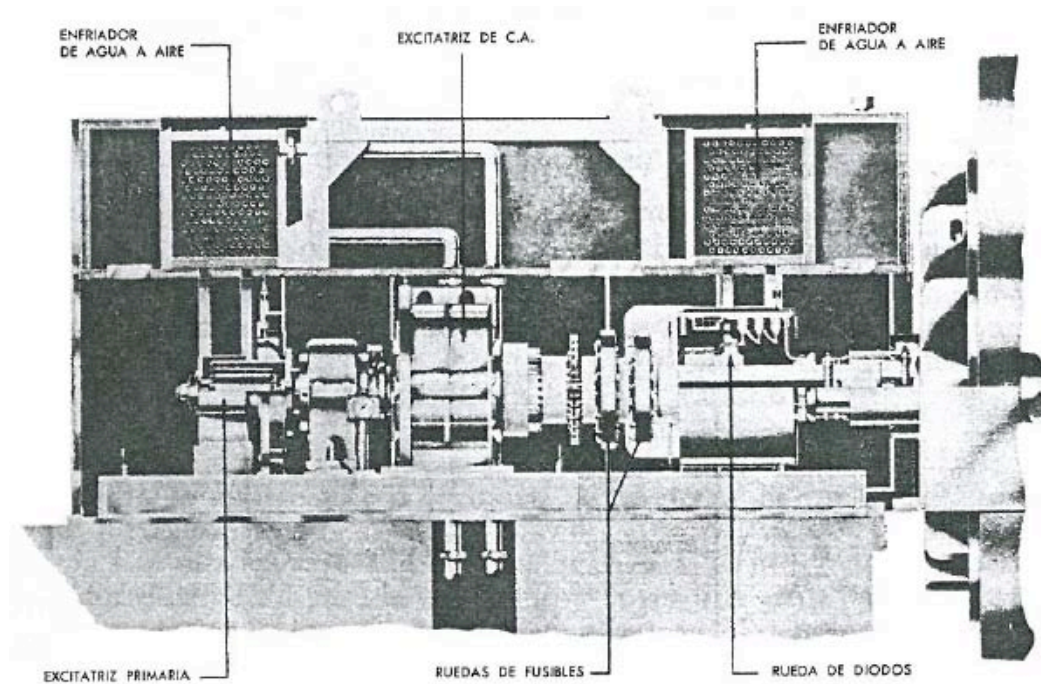 ENFRIADOR
DE AGUA A AIRE
EXCITATRIZ DE C.A.
ENFRIADOR
DE AGUA A AIRE
EXCITATRIZ PRIMARIA
RUEDAS DE FUSIBLES
RUEDA DE DIODOS